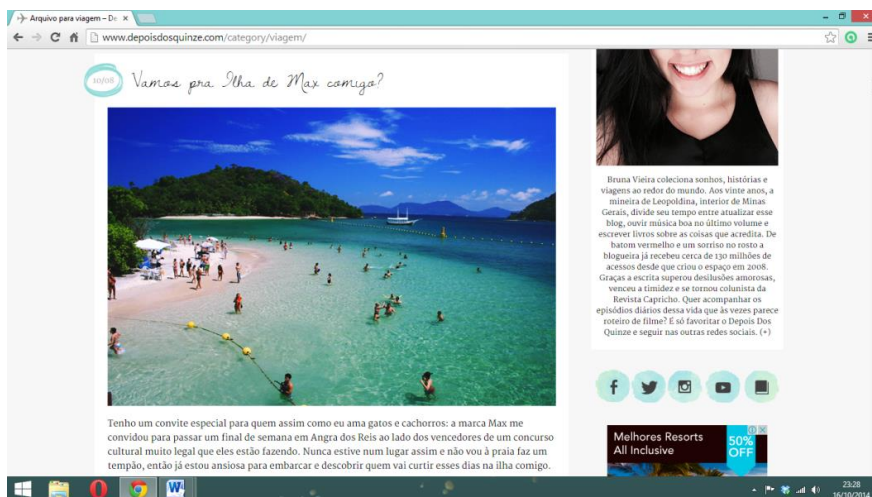 Arquivo para viagem – De
www.depoisdosquinze.com/category/viagem/
10/06
Vamos pra Ilha de Max comigo?
Tenho um convite especial para quem assim como eu ama gatos e cachorros: a marca Max me
convidou para passar um final de semana em Angra dos Reis ao lado dos vencedores de um concurso
cultural muito legal que eles estão fazendo. Nunca estive num lugar assim e não vou à praia faz um
tempão, então já estou ansiosa para embarcar e descobrir quem vai curtir esses dias na ilha comigo.
Bruna Vieira coleciona sonhos, histórias e
viagens ao redor do mundo. Aos vinte anos, a
mineira de Leopoldina, interior de Minas
Gerais, divide seu tempo entre atualizar esse
blog, ouvir música boa no último volume e
escrever livros sobre as coisas que acredita. De
batom vermelho e um sorriso no rosto a
blogueira já recebeu cerca de 130 milhões de
acessos desde que criou o espaço em 2008.
Graças a escrita superou desilusões amorosas,
venceu a timidez e se tornou colunista da
Revista Capricho. Quer acompanhar os
episódios diários dessa vida que às vezes parece
roteiro de filme? É só favoritar o Depois Dos
Quinze e seguir nas outras redes sociais. (+)
Melhores Resorts
All Inclusive
50%
OFF
23:28
16/10/2014